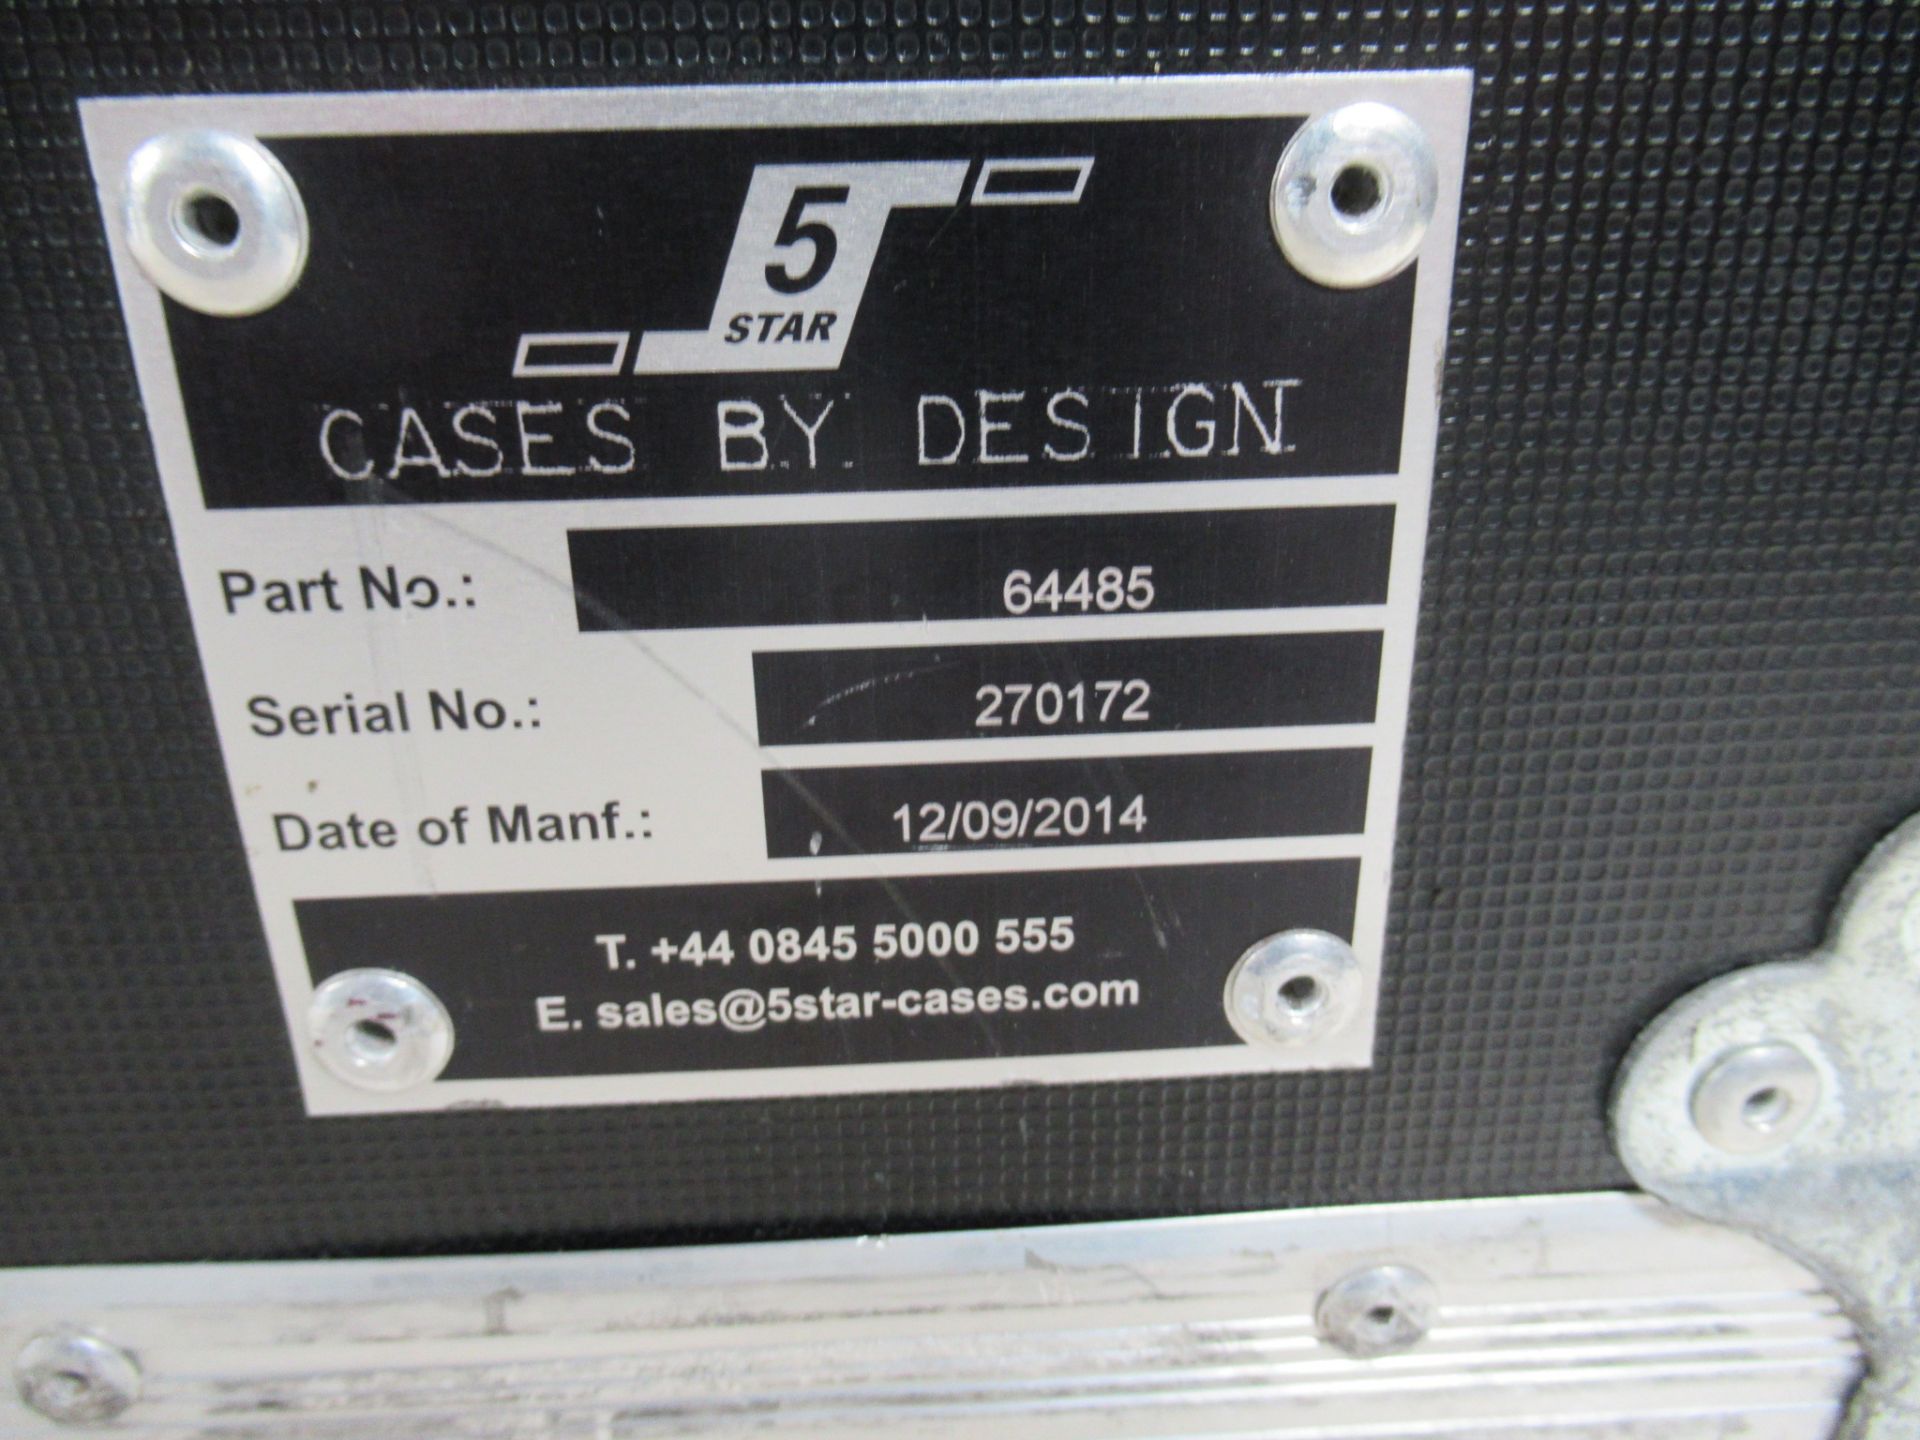 5
STAR
CASES BY DESIGN
Part No.: 64485
Serial No.: 270172
Date of Manf.: 12/09/2014
T. +44 0845 5000 555
E. sales@5star-cases.com